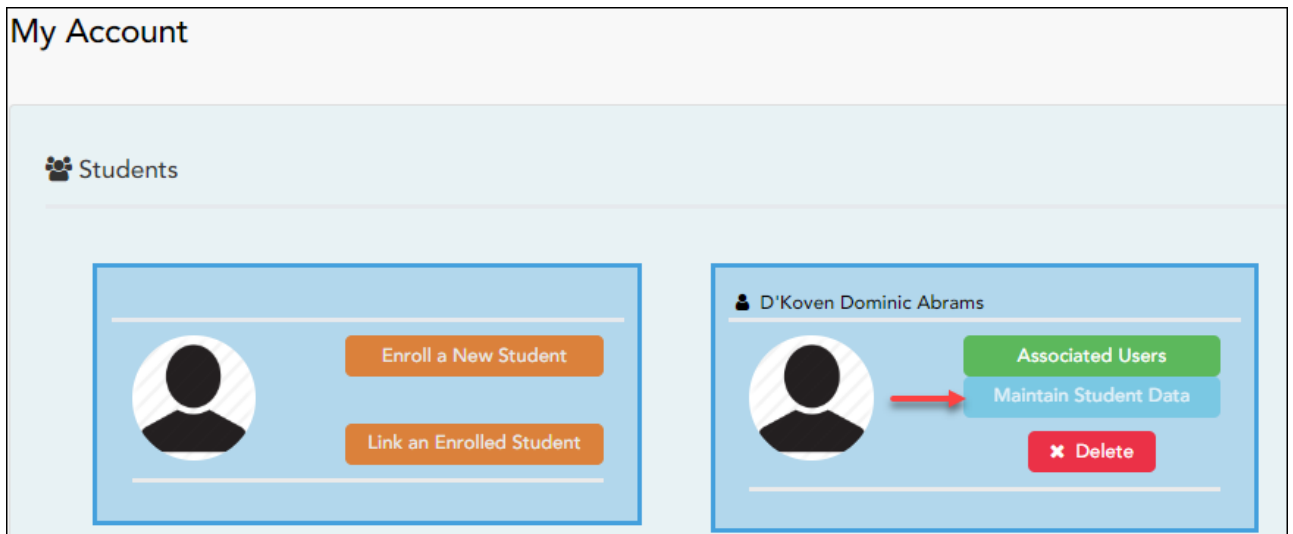 My Account
Students
Enroll a New Student
Link an Enrolled Student
D'Koven Dominic Abrams
Associated Users
Maintain Student Data
✖ Delete